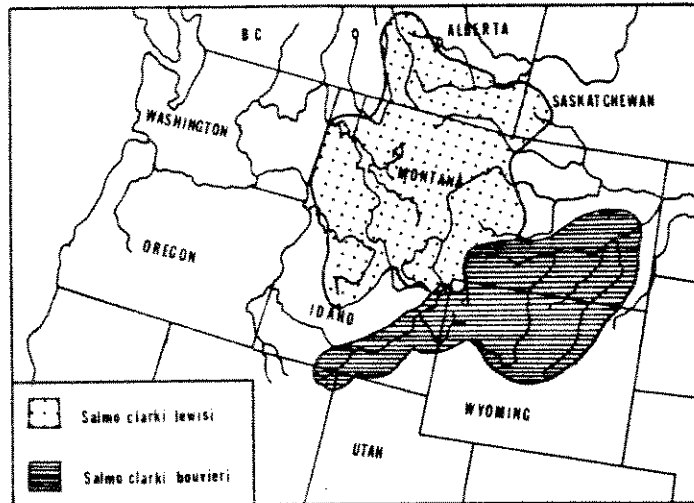 B C
ALBERTA
SASKATCHEWAN
WASHINGTON
MONTANA
OREGON
IDAHO
WYOMING
UTAH
Salmo clarki lewisi
Salmo clarki bouvieri